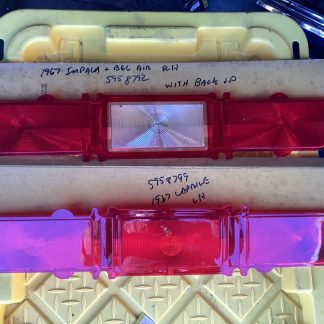 1967 IMPALA + BEL AIR RH
5958792
WITH BACK UP
5958799
1967 CAPRICE
LH